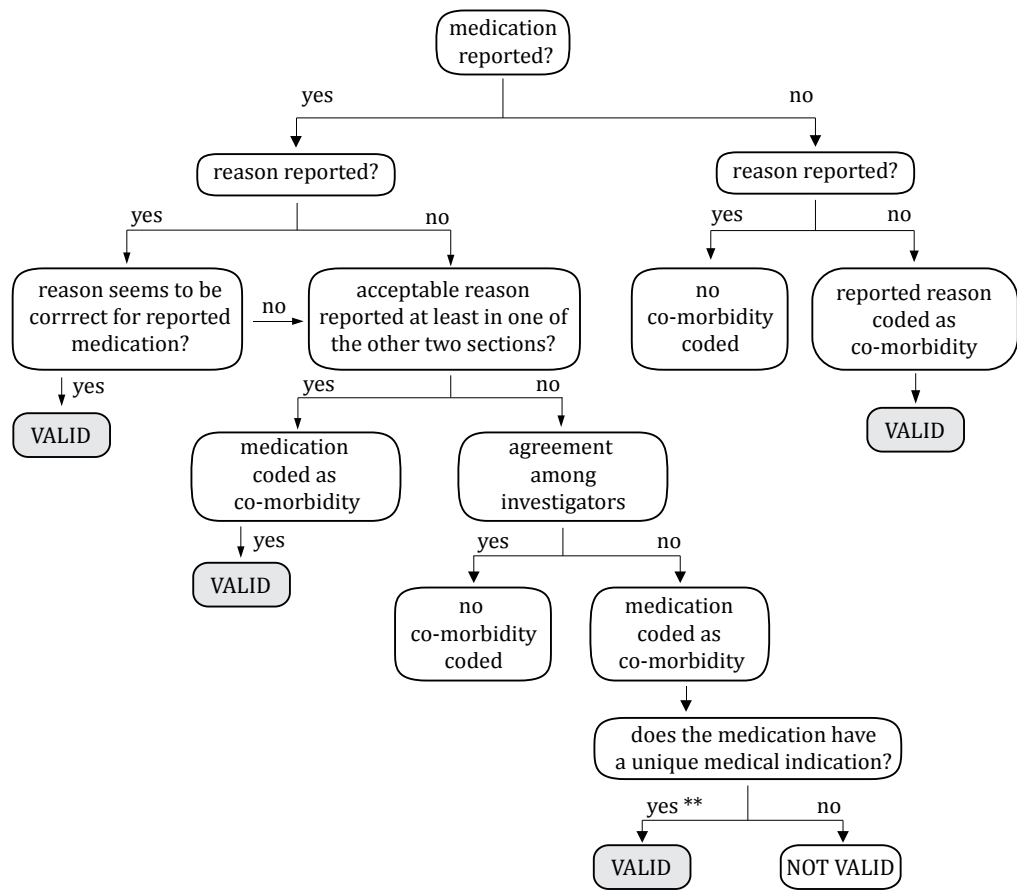 medication
reported?
yes
no
reason reported?
reason reported?
yes
no
yes
no
reason seems to be
corrrect for reported
medication?
no
acceptable reason
reported at least in one of
the other two sections?
no
co-morbidity
coded
reported reason
coded as
co-morbidity
yes
yes
no
VALID
VALID
medication
coded as
co-morbidity
agreement
among
investigators
yes
yes
no
VALID
no
co-morbidity
coded
medication
coded as
co-morbidity
does the medication have
a unique medical indication?
yes **
no
VALID
NOT VALID